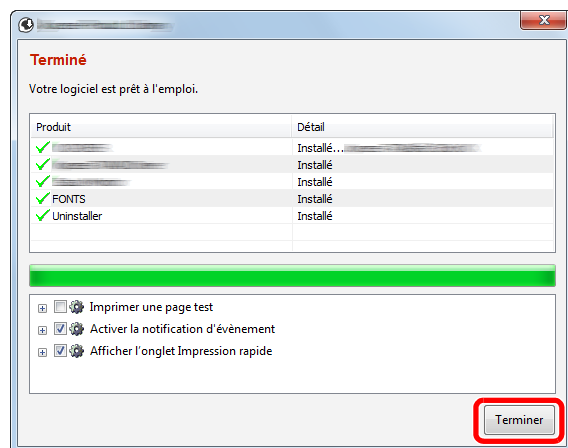 Terminé
Votre logiciel est prêt à l'emploi.
Produit Détail
Installé...
Installé
Installé
FONTS Installé
Uninstaller Installé
Imprimer une page test
Activer la notification d'évènement
Afficher l'onglet Impression rapide
Terminer